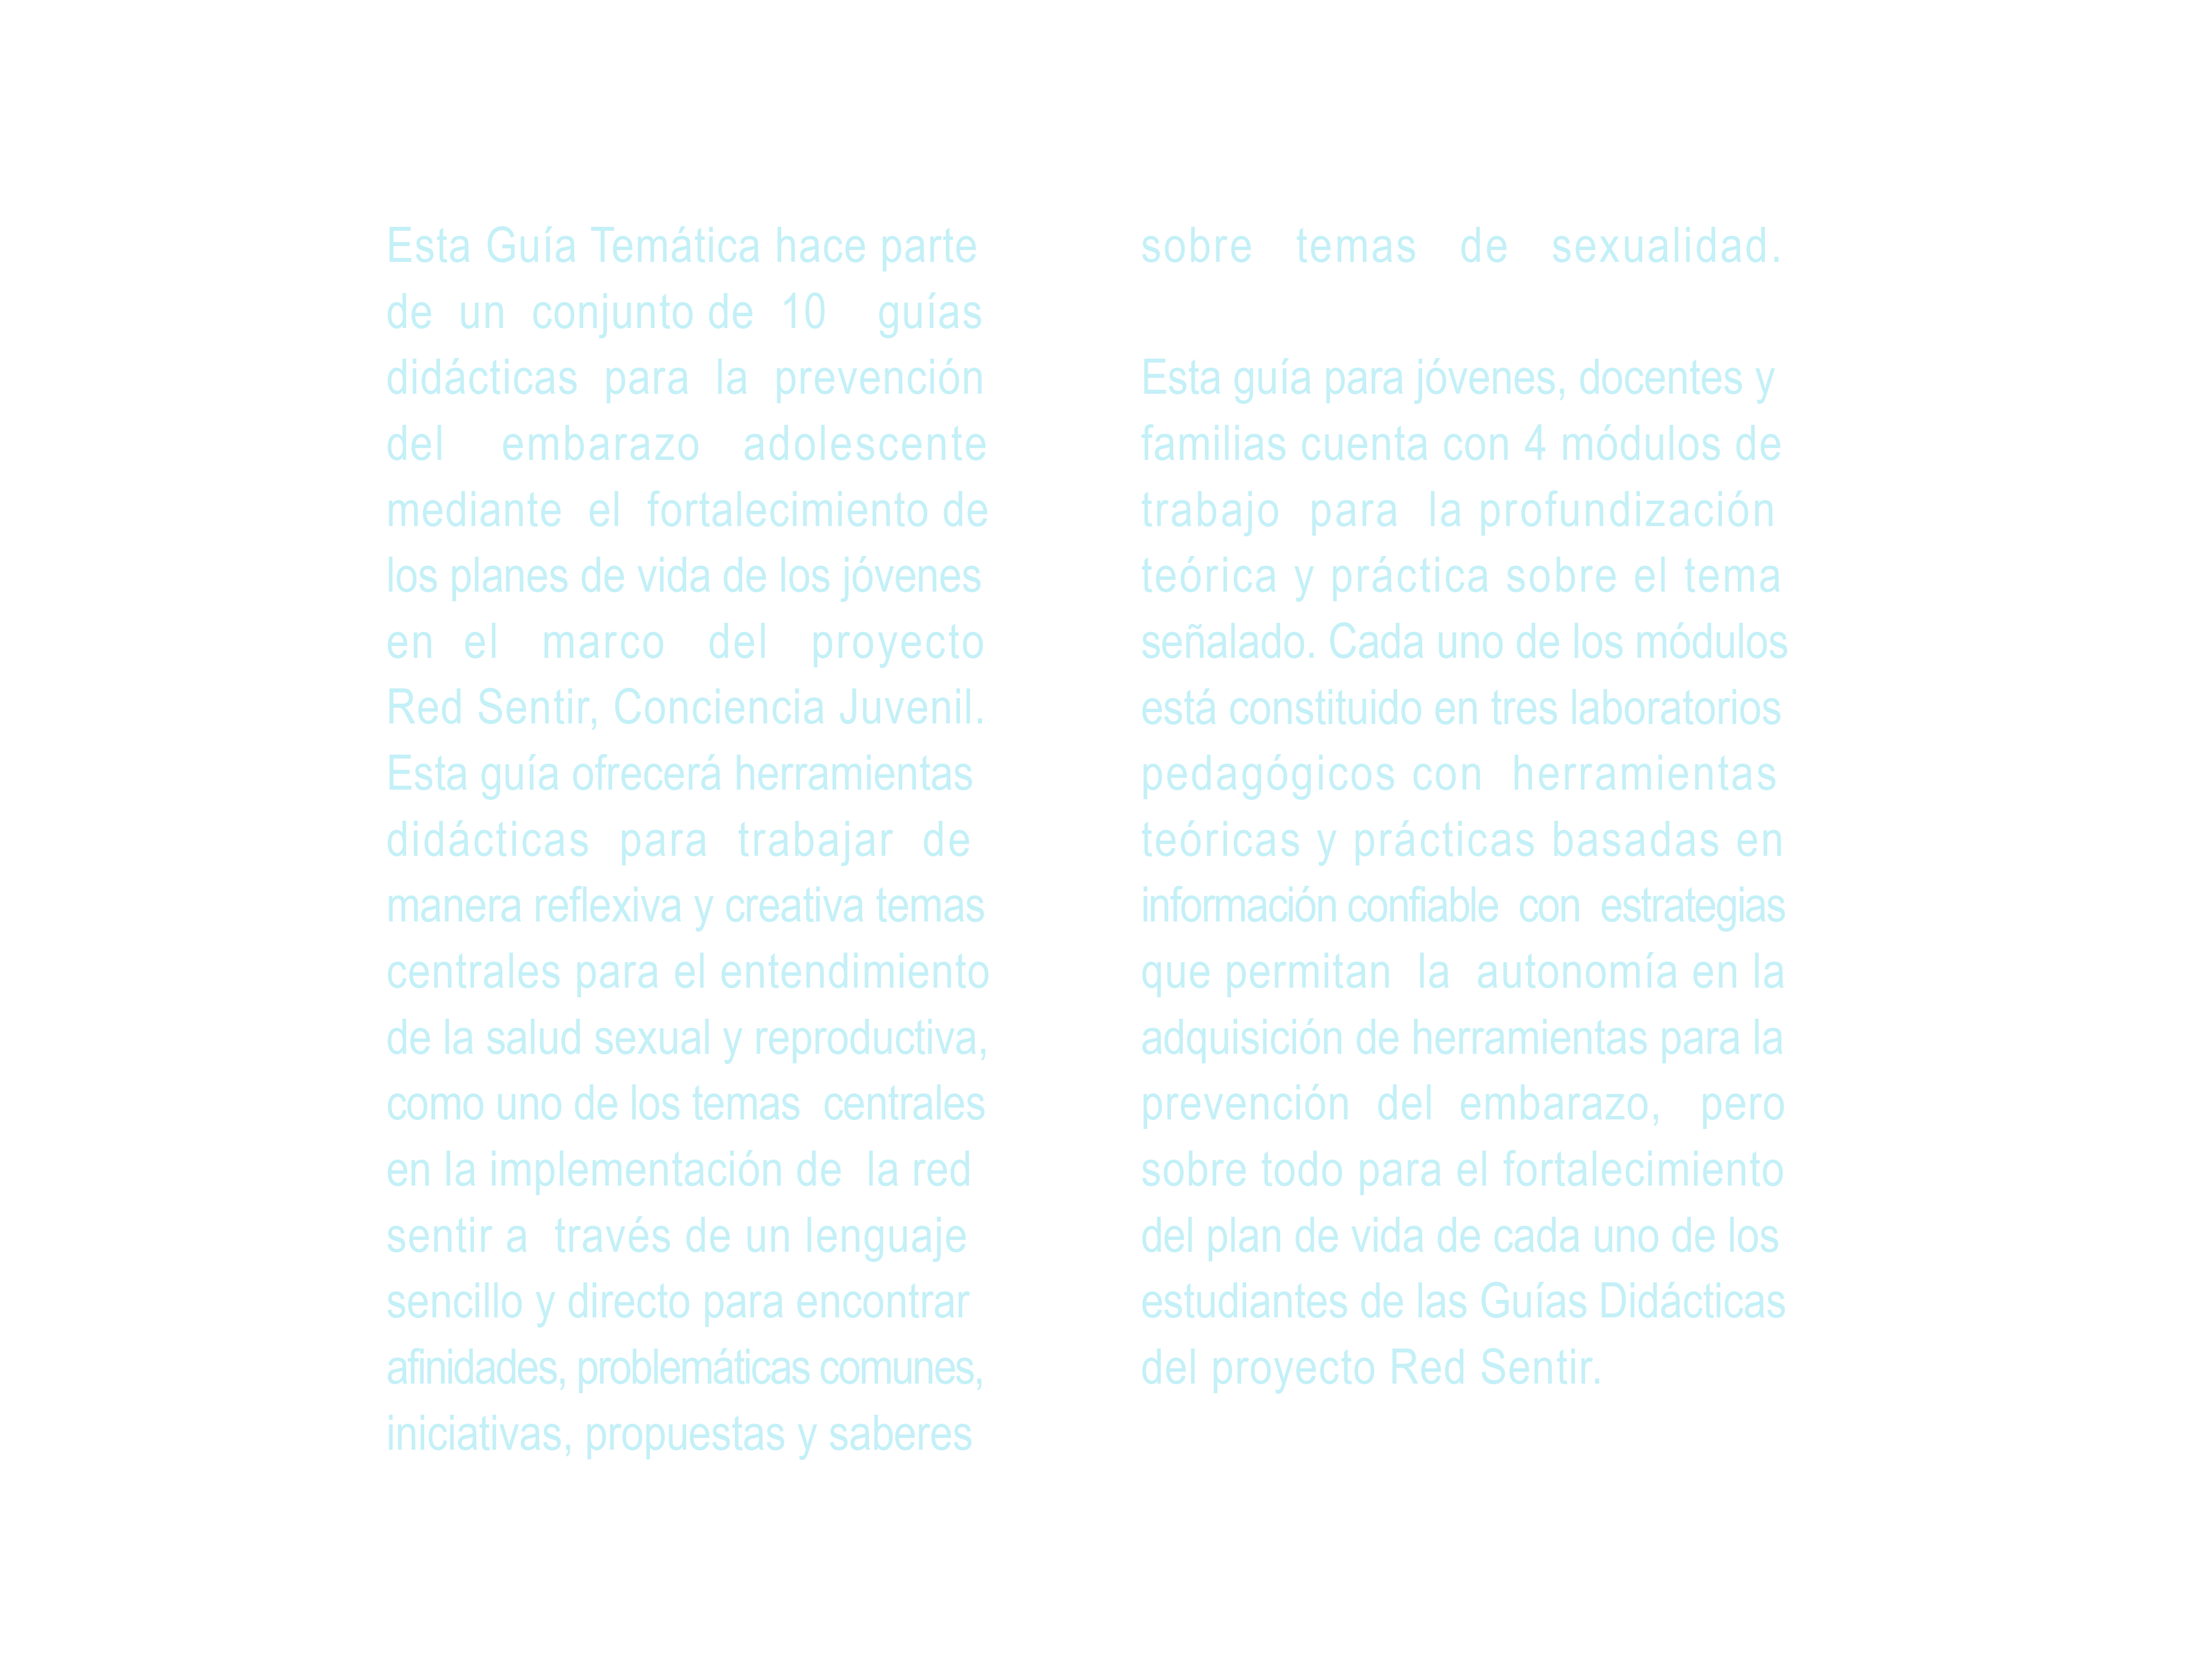 Esta Guía Temática hace parte
de un conjunto de 10 guías
didácticas para la prevención
del embarazo adolescente
mediante el fortalecimiento de
los planes de vida de los jóvenes
en el marco del proyecto
Red Sentir, Conciencia Juvenil.
Esta guía ofrecerá herramientas
didácticas para trabajar de
manera reflexiva y creativa temas
centrales para el entendimiento
de la salud sexual y reproductiva,
como uno de los temas centrales
en la implementación de la red
sentir a través de un lenguaje
sencillo y directo para encontrar
afinidades, problemáticas comunes,
iniciativas, propuestas y saberes
sobre temas de sexualidad.
Esta guía para jóvenes, docentes y
familias cuenta con 4 módulos de
trabajo para la profundización
teórica y práctica sobre el tema
señalado. Cada uno de los módulos
está constituido en tres laboratorios
pedagógicos con herramientas
teóricas y prácticas basadas en
información confiable con estrategias
que permitan la autonomía en la
adquisición de herramientas para la
prevención del embarazo, pero
sobre todo para el fortalecimiento
del plan de vida de cada uno de los
estudiantes de las Guías Didácticas
del proyecto Red Sentir.